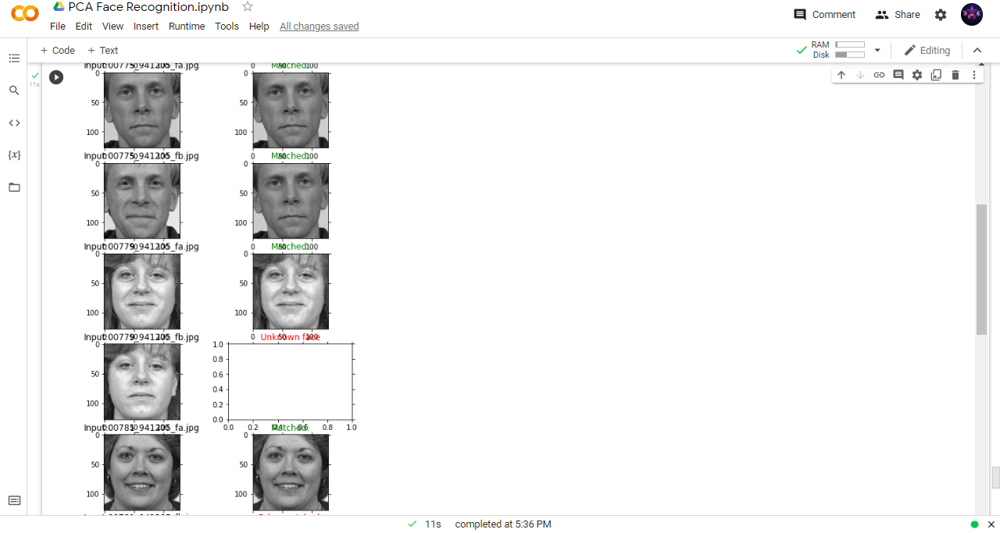 PCA Face Recognition.ipynb
File Edit View Insert Runtime Tools Help All changes saved
Comment Share
+ Code + Text
RAM
Disk
Editing
11s
Input:00775_941205_fa.jpg Matched:
0 50 100 0 50 100
0 0
50 50
100 100
Input:00775_941205_fb.jpg Matched:
0 50 100 0 50 100
0 0
50 50
100 100
Input:00779_941205_fa.jpg Matched:
0 50 100 0 50 100
0 0
50 50
100 100
Input:00779_941205_fb.jpg Unknown face
0 50 100 0 50 100
0 1.0
0.8
50 0.6
0.4
100 0.2
0.0
0.0 0.2 0.4 0.6 0.8 1.0
Input:00781_941205_fa.jpg Matched:
0 50 100
0 0
50 50
100 100
{x}
11s completed at 5:36 PM